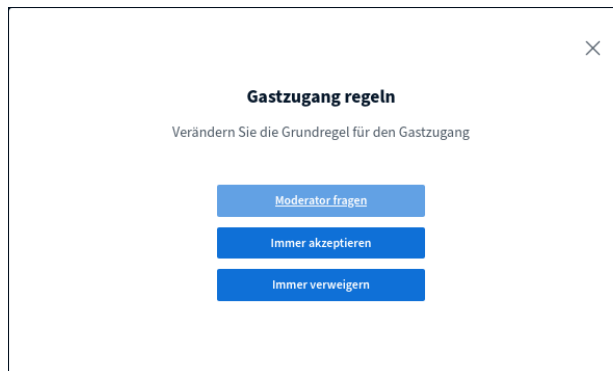 Gastzugang regeln
Verändern Sie die Grundregel für den Gastzugang
Moderator fragen
Immer akzeptieren
Immer verweigern